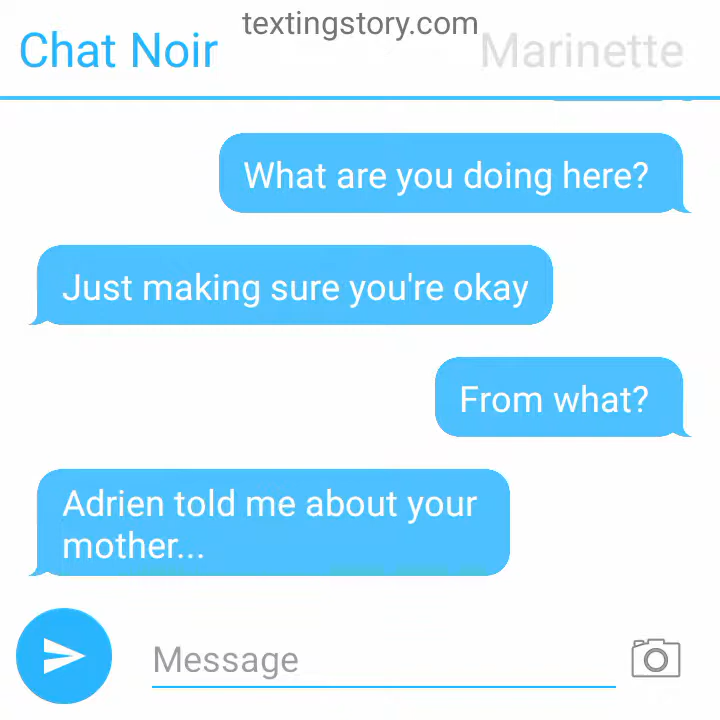 textingstory.com
Chat Noir
Marinette
What are you doing here?
Just making sure you're okay
From what?
Adrien told me about your
mother...
Message